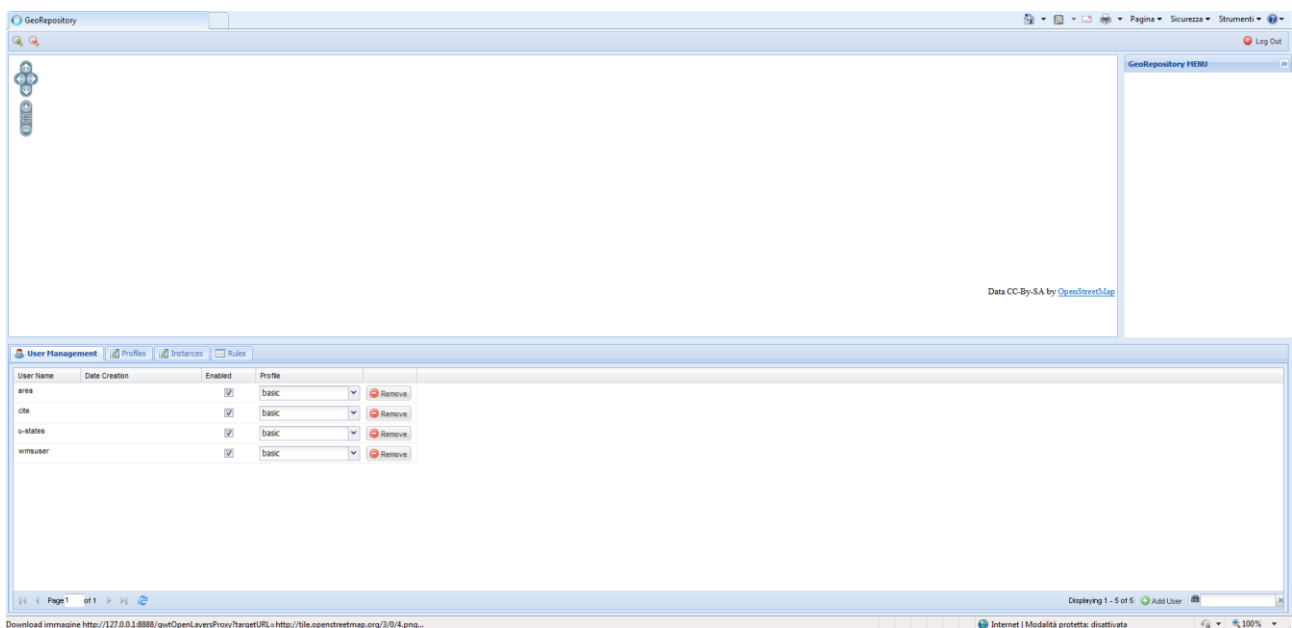 GeoRepository
Pagina Sicurezza Strumenti
Log Out
GeoRepository MENU
Data CC-By-SA by OpenStreetMap
User Management Profiles Instances Rules
User Name Date Creation Enabled Profile
area basic Remove
cite basic Remove
u-states basic Remove
wmsuser basic Remove
Page 1 of 1 Displaying 1 - 5 of 5 Add User
Download immagine http://127.0.0.1:8888/gwtOpenLayersProxy?targetURL=http://tile.openstreetmap.org/3/0/4.png... Internet | Modalità protetta: disattivata 100%